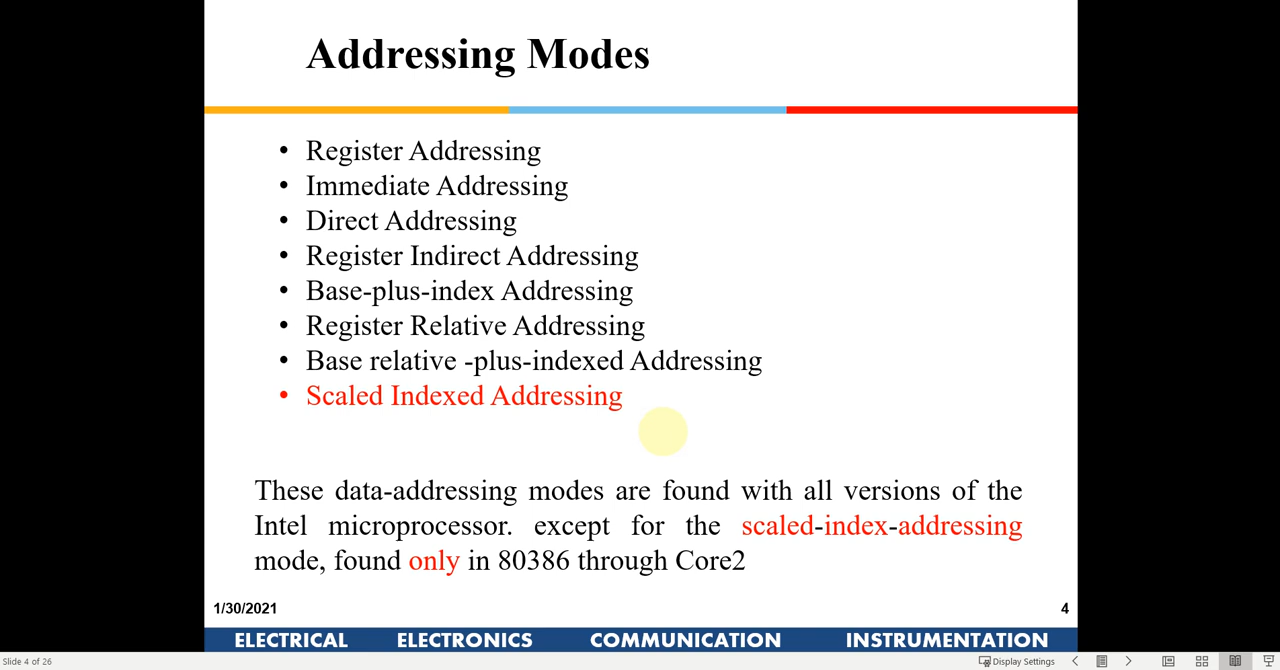 Addressing Modes
• Register Addressing
• Immediate Addressing
• Direct Addressing
• Register Indirect Addressing
• Base-plus-index Addressing
• Register Relative Addressing
• Base relative -plus-indexed Addressing
• Scaled Indexed Addressing
These data-addressing modes are found with all versions of the
Intel microprocessor. except for the scaled-index-addressing
mode, found only in 80386 through Core2
1/30/2021 4
ELECTRICAL ELECTRONICS COMMUNICATION INSTRUMENTATION
Slide 4 of 26 Display Settings